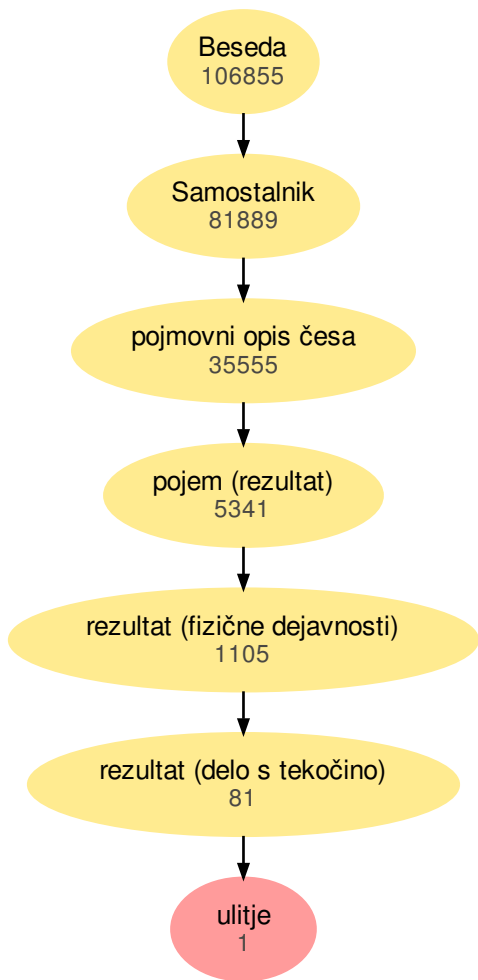 Beseda
106855
Samostalnik
81889
pojmovni opis česa
35555
pojem (rezultat)
5341
rezultat (fizične dejavnosti)
1105
rezultat (delo s tekočino)
81
ulitje
1